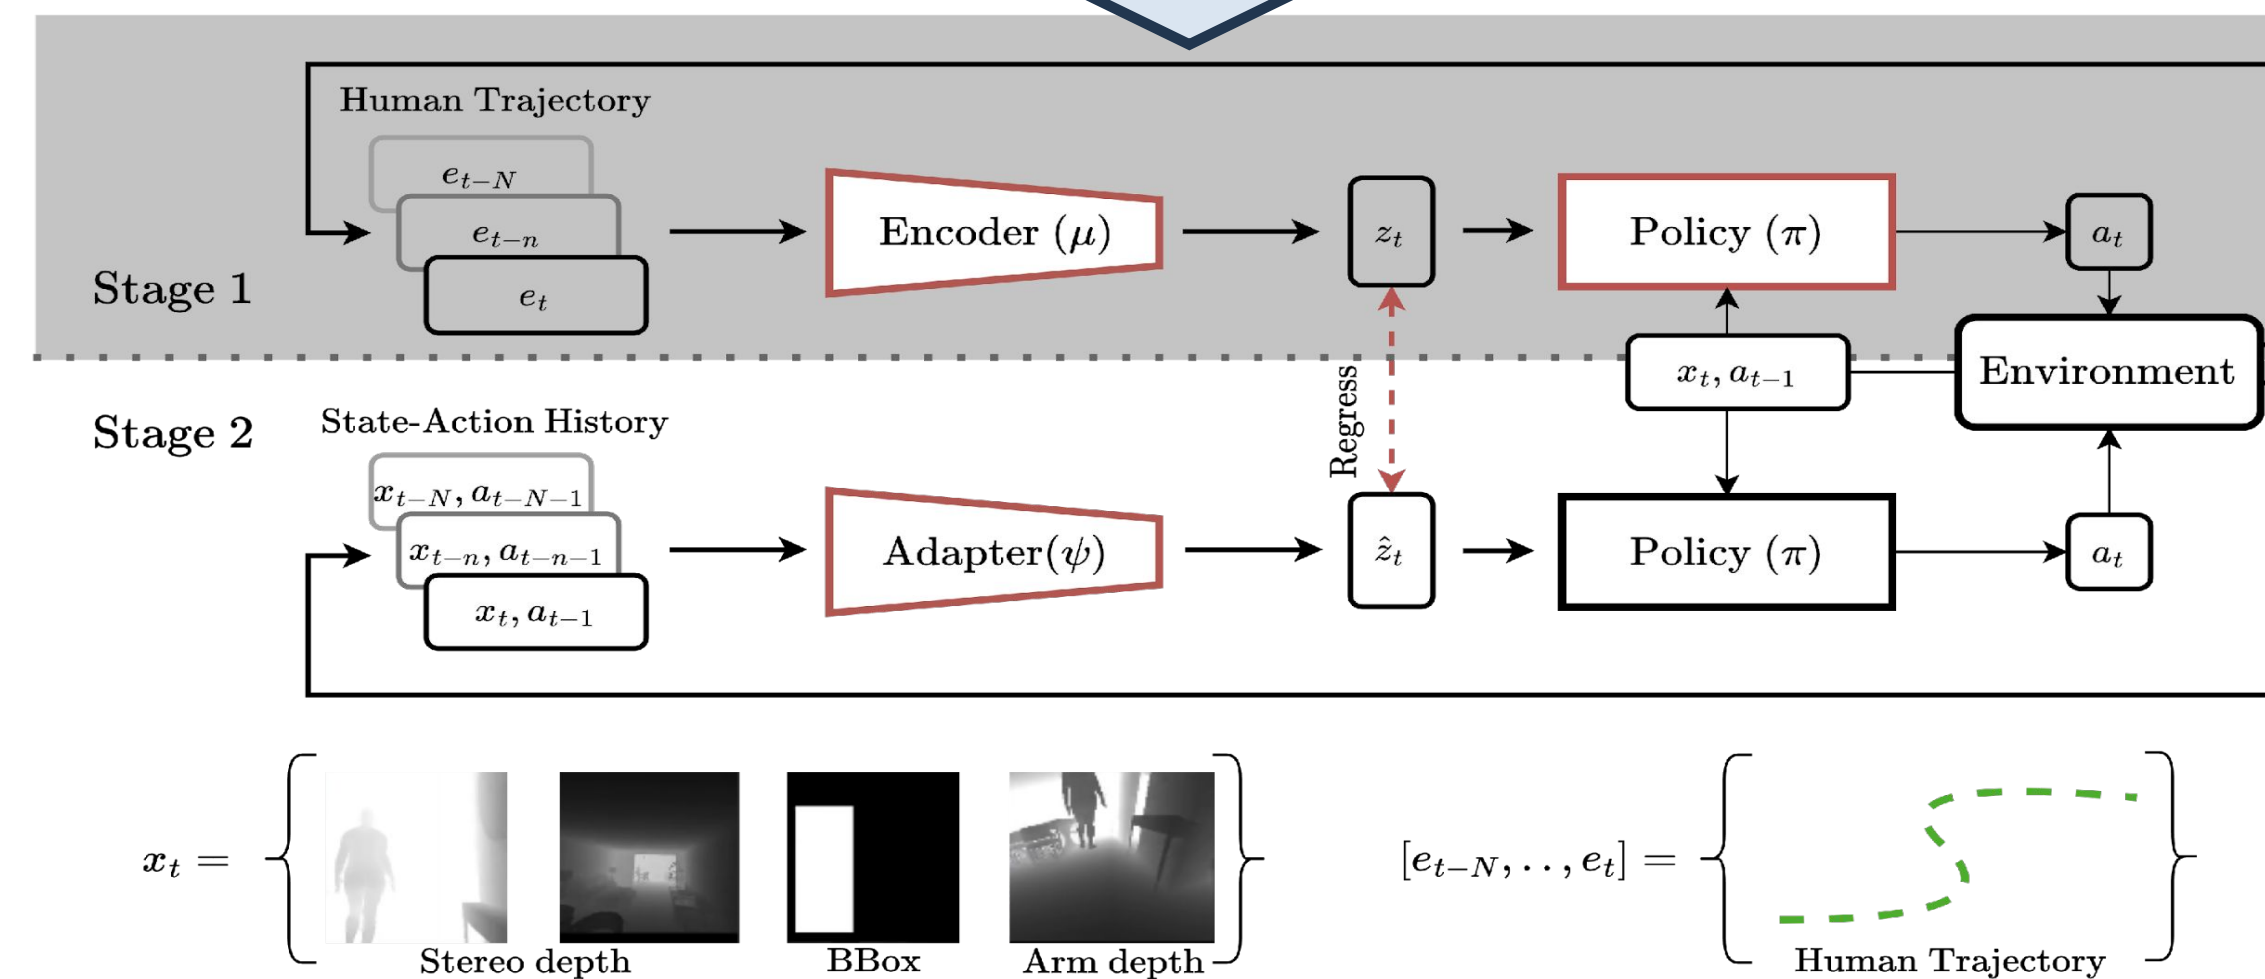 Human Trajectory
e_{t-N}
e_{t-n}
e_t
Encoder (μ)
z_t
Policy (π)
a_t
Stage 1
x_t, a_{t-1}
Environment
Regress
Stage 2
State-Action History
x_{t-N}, a_{t-N-1}
x_{t-n}, a_{t-n-1}
x_t, a_{t-1}
Adapter(ψ)
ẑ_t
Policy (π)
a_t
x_t =
Stereo depth
BBox
Arm depth
[e_{t-N}, . . , e_t] =
Human Trajectory